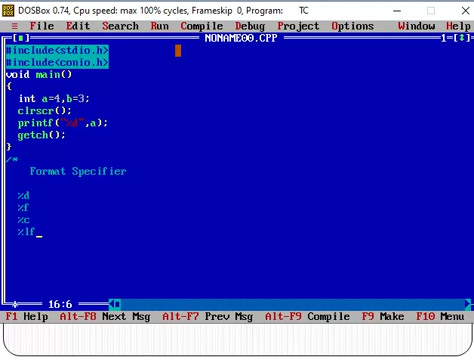 DOSBox 0.74, Cpu speed: max 100% cycles, Frameskip 0, Program: TC
≡ File Edit Search Run Compile Debug Project Options Window Help
[■] NONAME00.CPP 1=[↕]
#include<stdio.h>
#include<conio.h>
void main()
{
int a=4,b=3;
clrscr();
printf("%d",a);
getch();
}
/*
Format Specifier
%d
%f
%c
%lf_
* 16:6
F1 Help Alt-F8 Next Msg Alt-F7 Prev Msg Alt-F9 Compile F9 Make F10 Menu